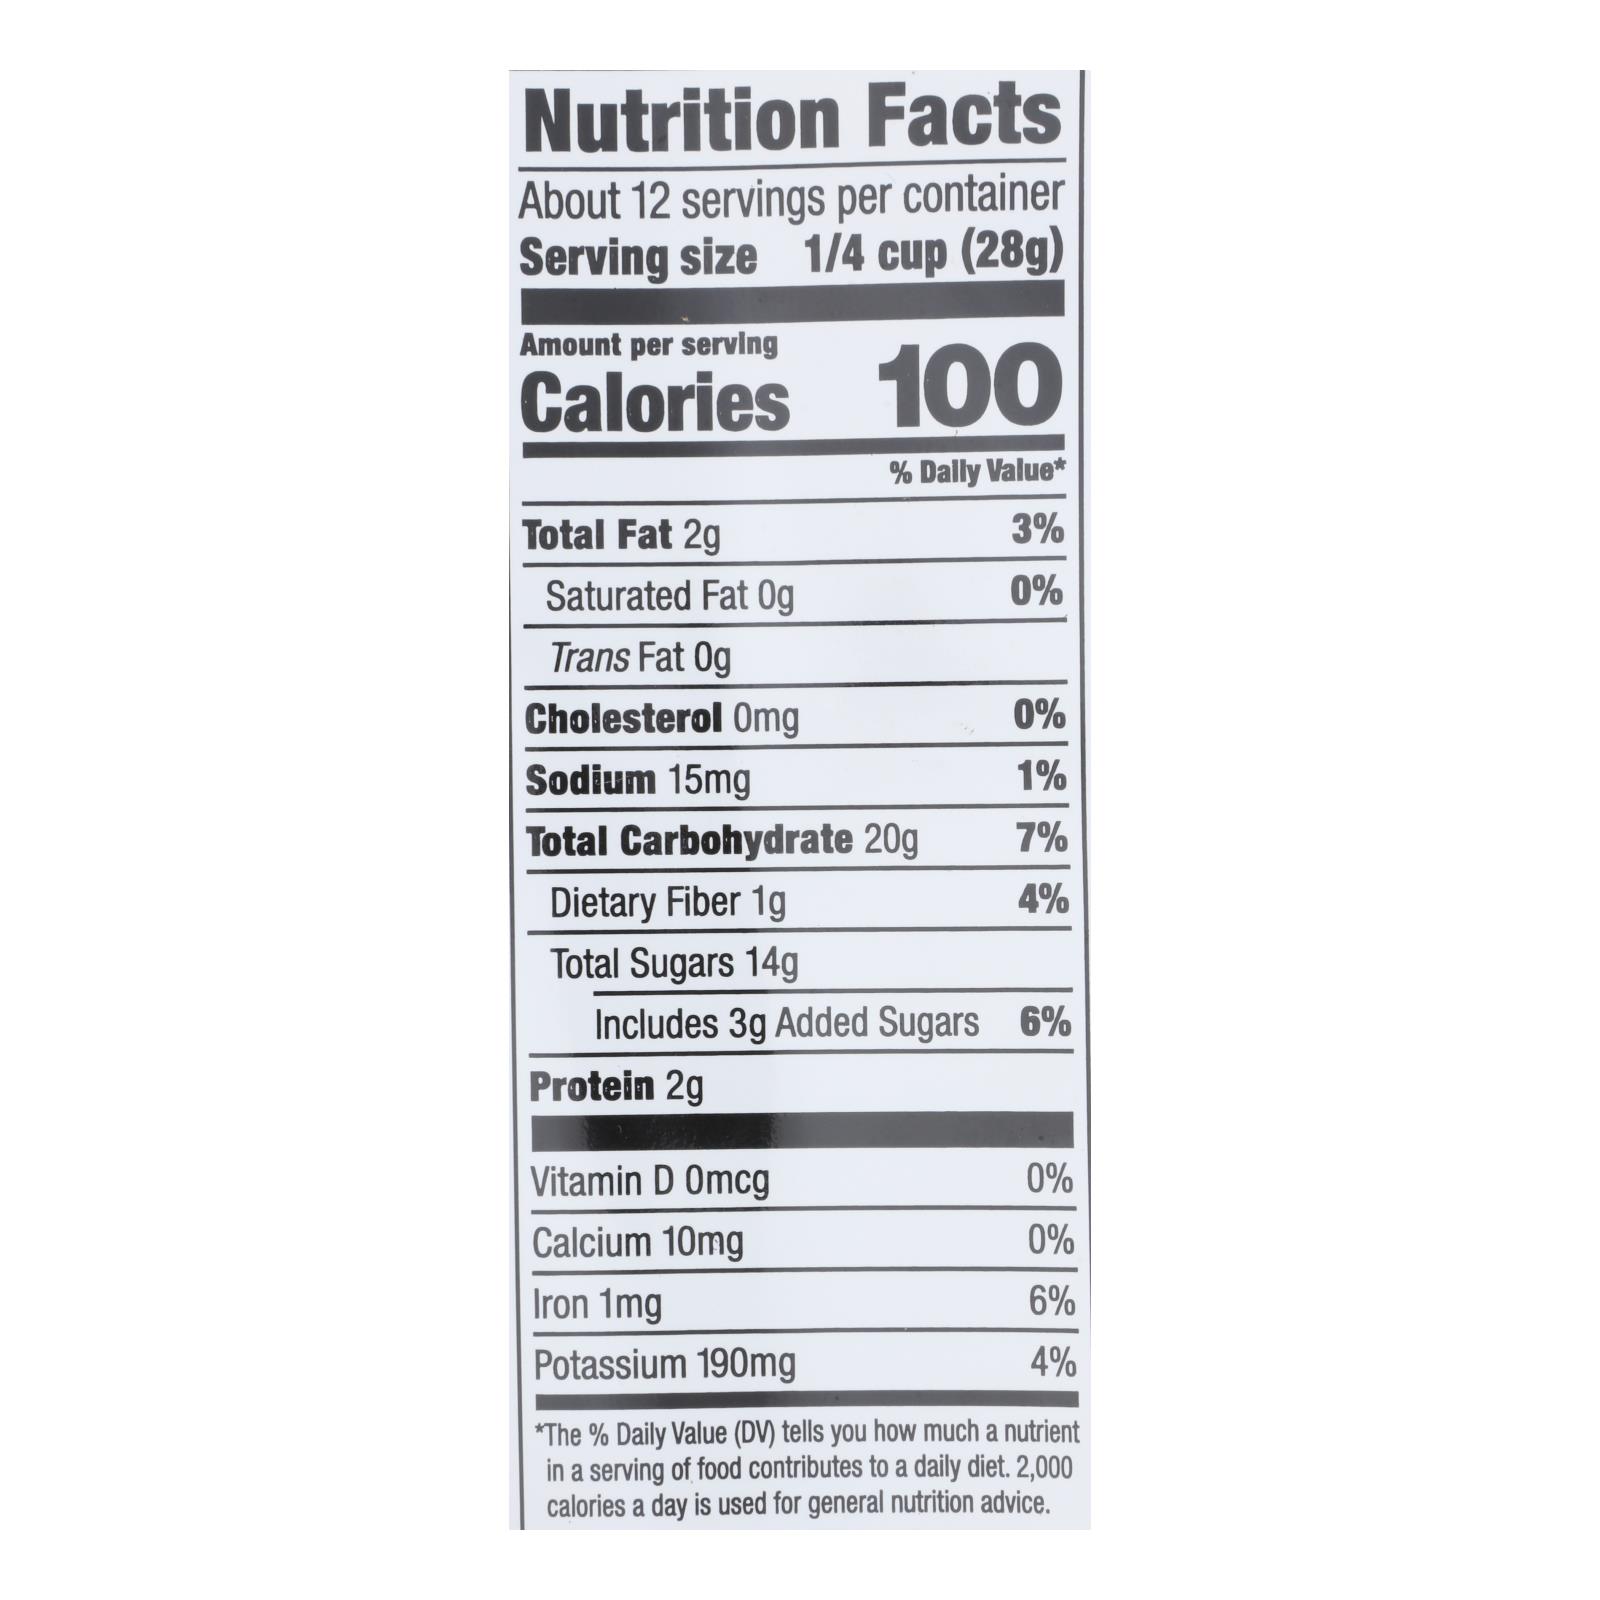 Nutrition Facts
About 12 servings per container
Serving size 1/4 cup (28g)
Amount per serving
Calories 100
% Daily Value*
Total Fat 2g 3%
Saturated Fat 0g 0%
Trans Fat 0g
Cholesterol 0mg 0%
Sodium 15mg 1%
Total Carbohydrate 20g 7%
Dietary Fiber 1g 4%
Total Sugars 14g
Includes 3g Added Sugars 6%
Protein 2g
Vitamin D 0mcg 0%
Calcium 10mg 0%
Iron 1mg 6%
Potassium 190mg 4%
*The % Daily Value (DV) tells you how much a nutrient
in a serving of food contributes to a daily diet. 2,000
calories a day is used for general nutrition advice.